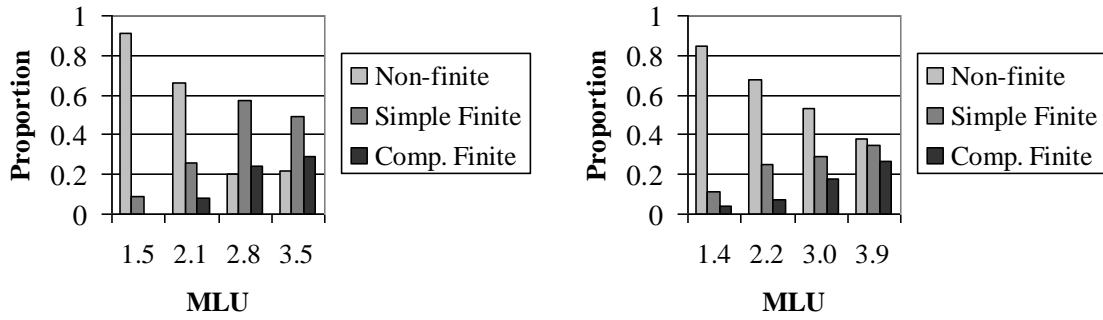 Proportion
1
0.8
0.6
0.4
0.2
0
1.5 2.1 2.8 3.5
MLU
Non-finite
Simple Finite
Comp. Finite
Proportion
1
0.8
0.6
0.4
0.2
0
1.4 2.2 3.0 3.9
MLU
Non-finite
Simple Finite
Comp. Finite